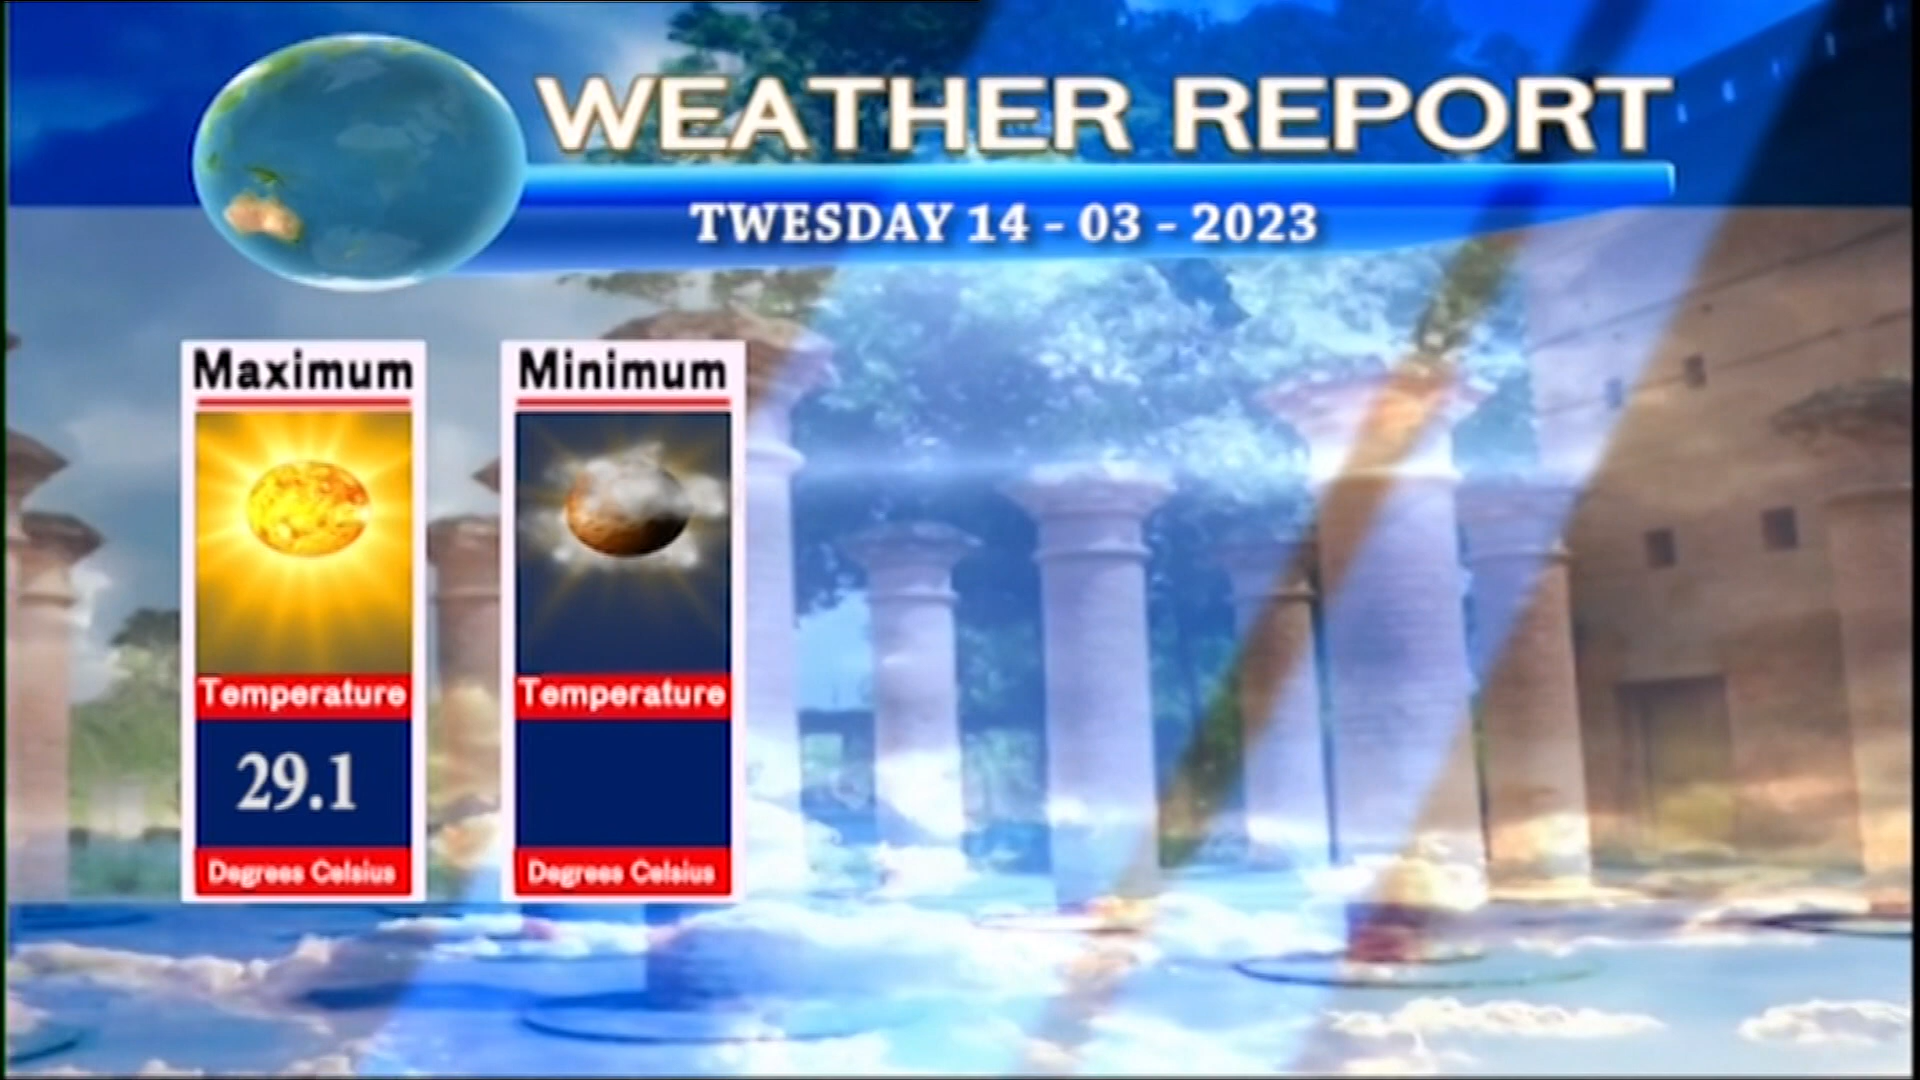 WEATHER REPORT
TWESDAY 14 - 03 - 2023
Maximum
Temperature
29.1
Degrees Celsius
Minimum
Temperature
Degrees Celsius